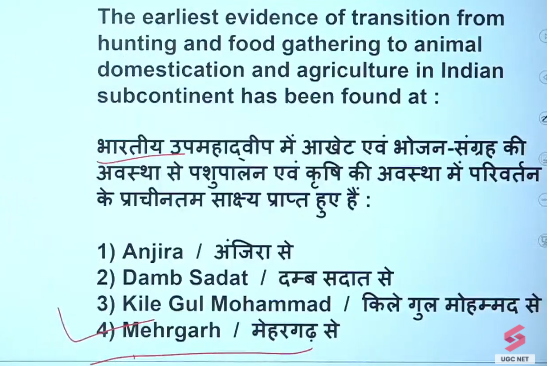 The earliest evidence of transition from
hunting and food gathering to animal
domestication and agriculture in Indian
subcontinent has been found at :
भारतीय उपमहाद्वीप में आखेट एवं भोजन-संग्रह की
अवस्था से पशुपालन एवं कृषि की अवस्था में परिवर्तन
के प्राचीनतम साक्ष्य प्राप्त हुए हैं :
1) Anjira / अंजिरा से
2) Damb Sadat / दम्ब सदात से
3) Kile Gul Mohammad / किले गुल मोहम्मद से
4) Mehrgarh / मेहरगढ़ से
UGC NET